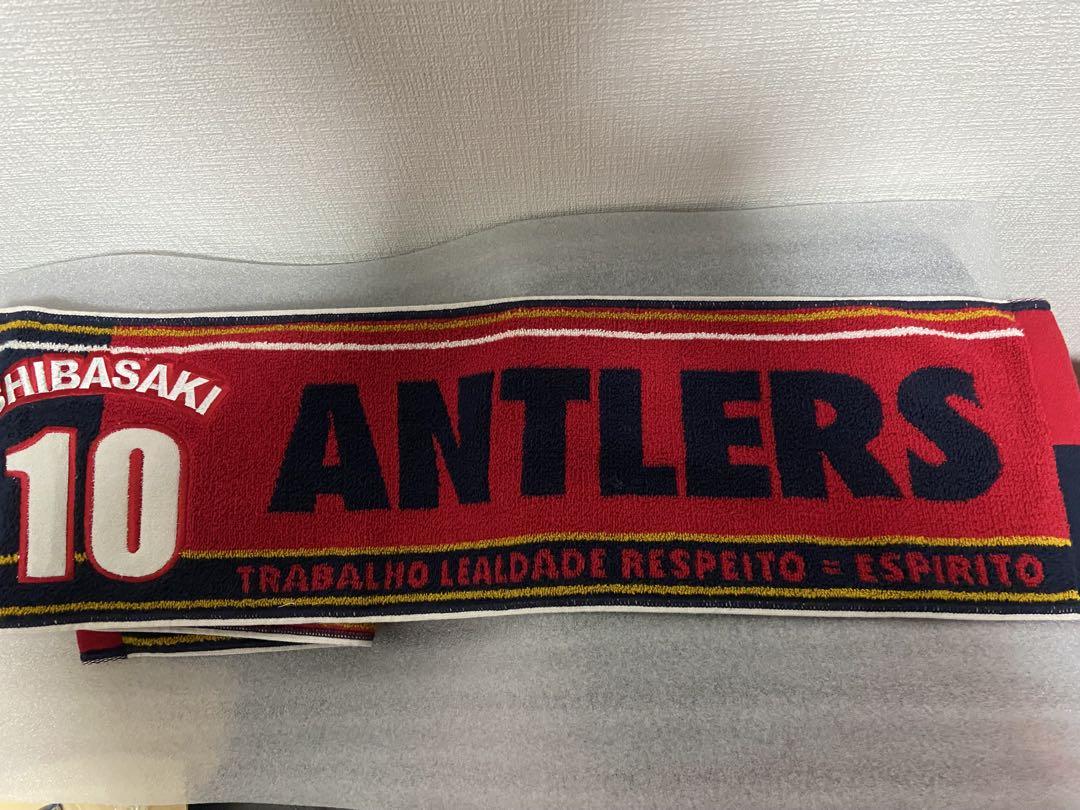 SHIBASAKI
10
ANTLERS
TRABALHO LEALDADE RESPEITO = ESPIRITO